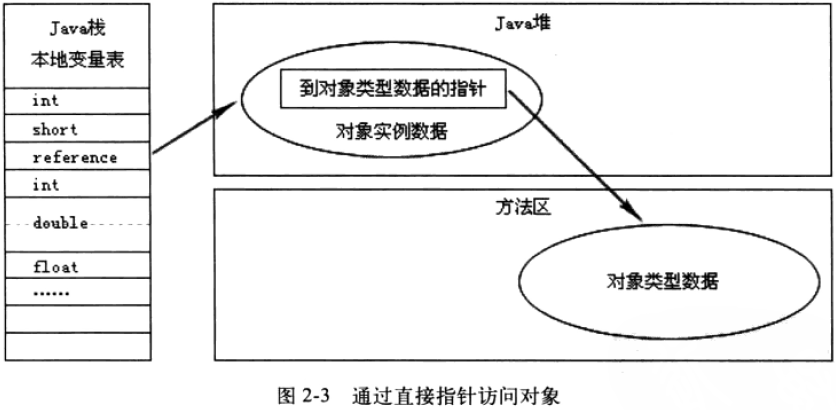 Java栈
本地变量表
int
short
reference
int
double
float
······
Java堆
到对象类型数据的指针
对象实例数据
方法区
对象类型数据
图 2-3 通过直接指针访问对象